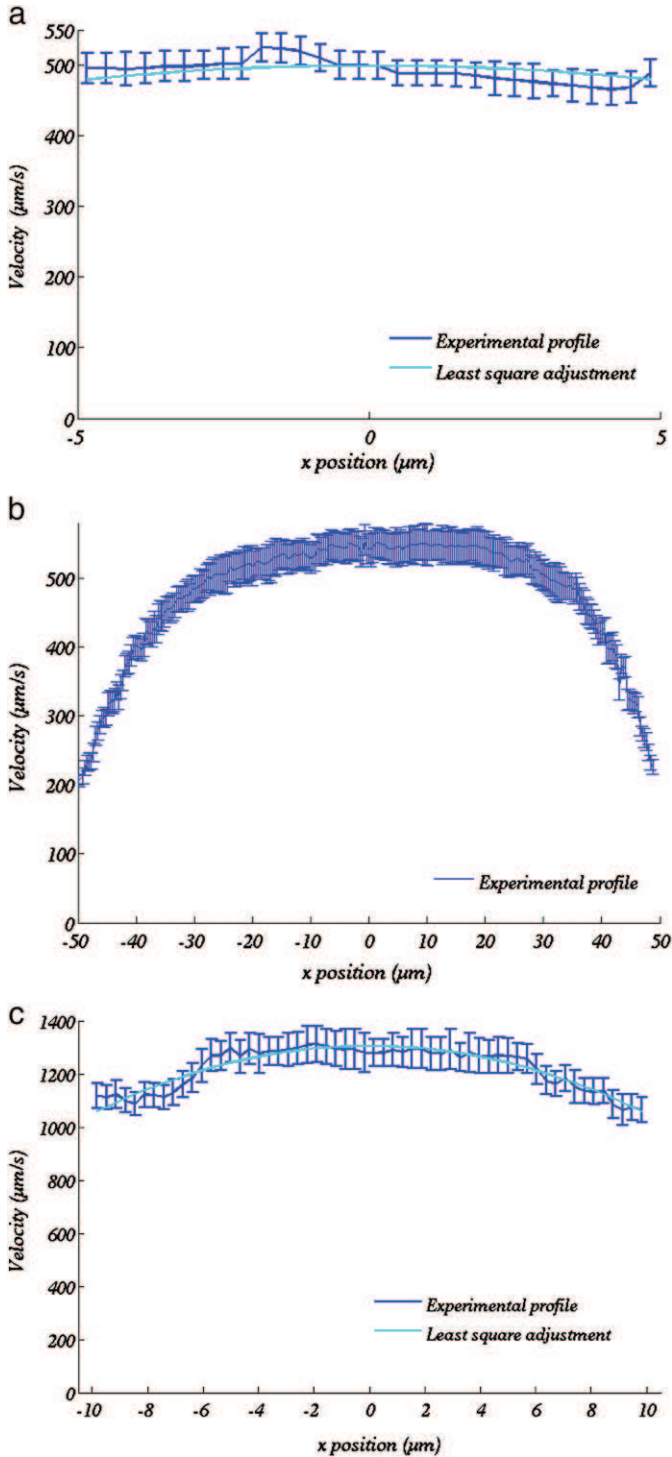 a
550
500
400
300
200
100
0
Velocity (µm/s)
Experimental profile
Least square adjustment
-5 0 5
x position (µm)
b
500
400
300
200
100
0
Velocity (µm/s)
Experimental profile
-50 -40 -30 -20 -10 0 10 20 30 40 50
x position (µm)
c
1400
1200
1000
800
600
400
200
0
Velocity (µm/s)
Experimental profile
Least square adjustment
-10 -8 -6 -4 -2 0 2 4 6 8 10
x position (µm)